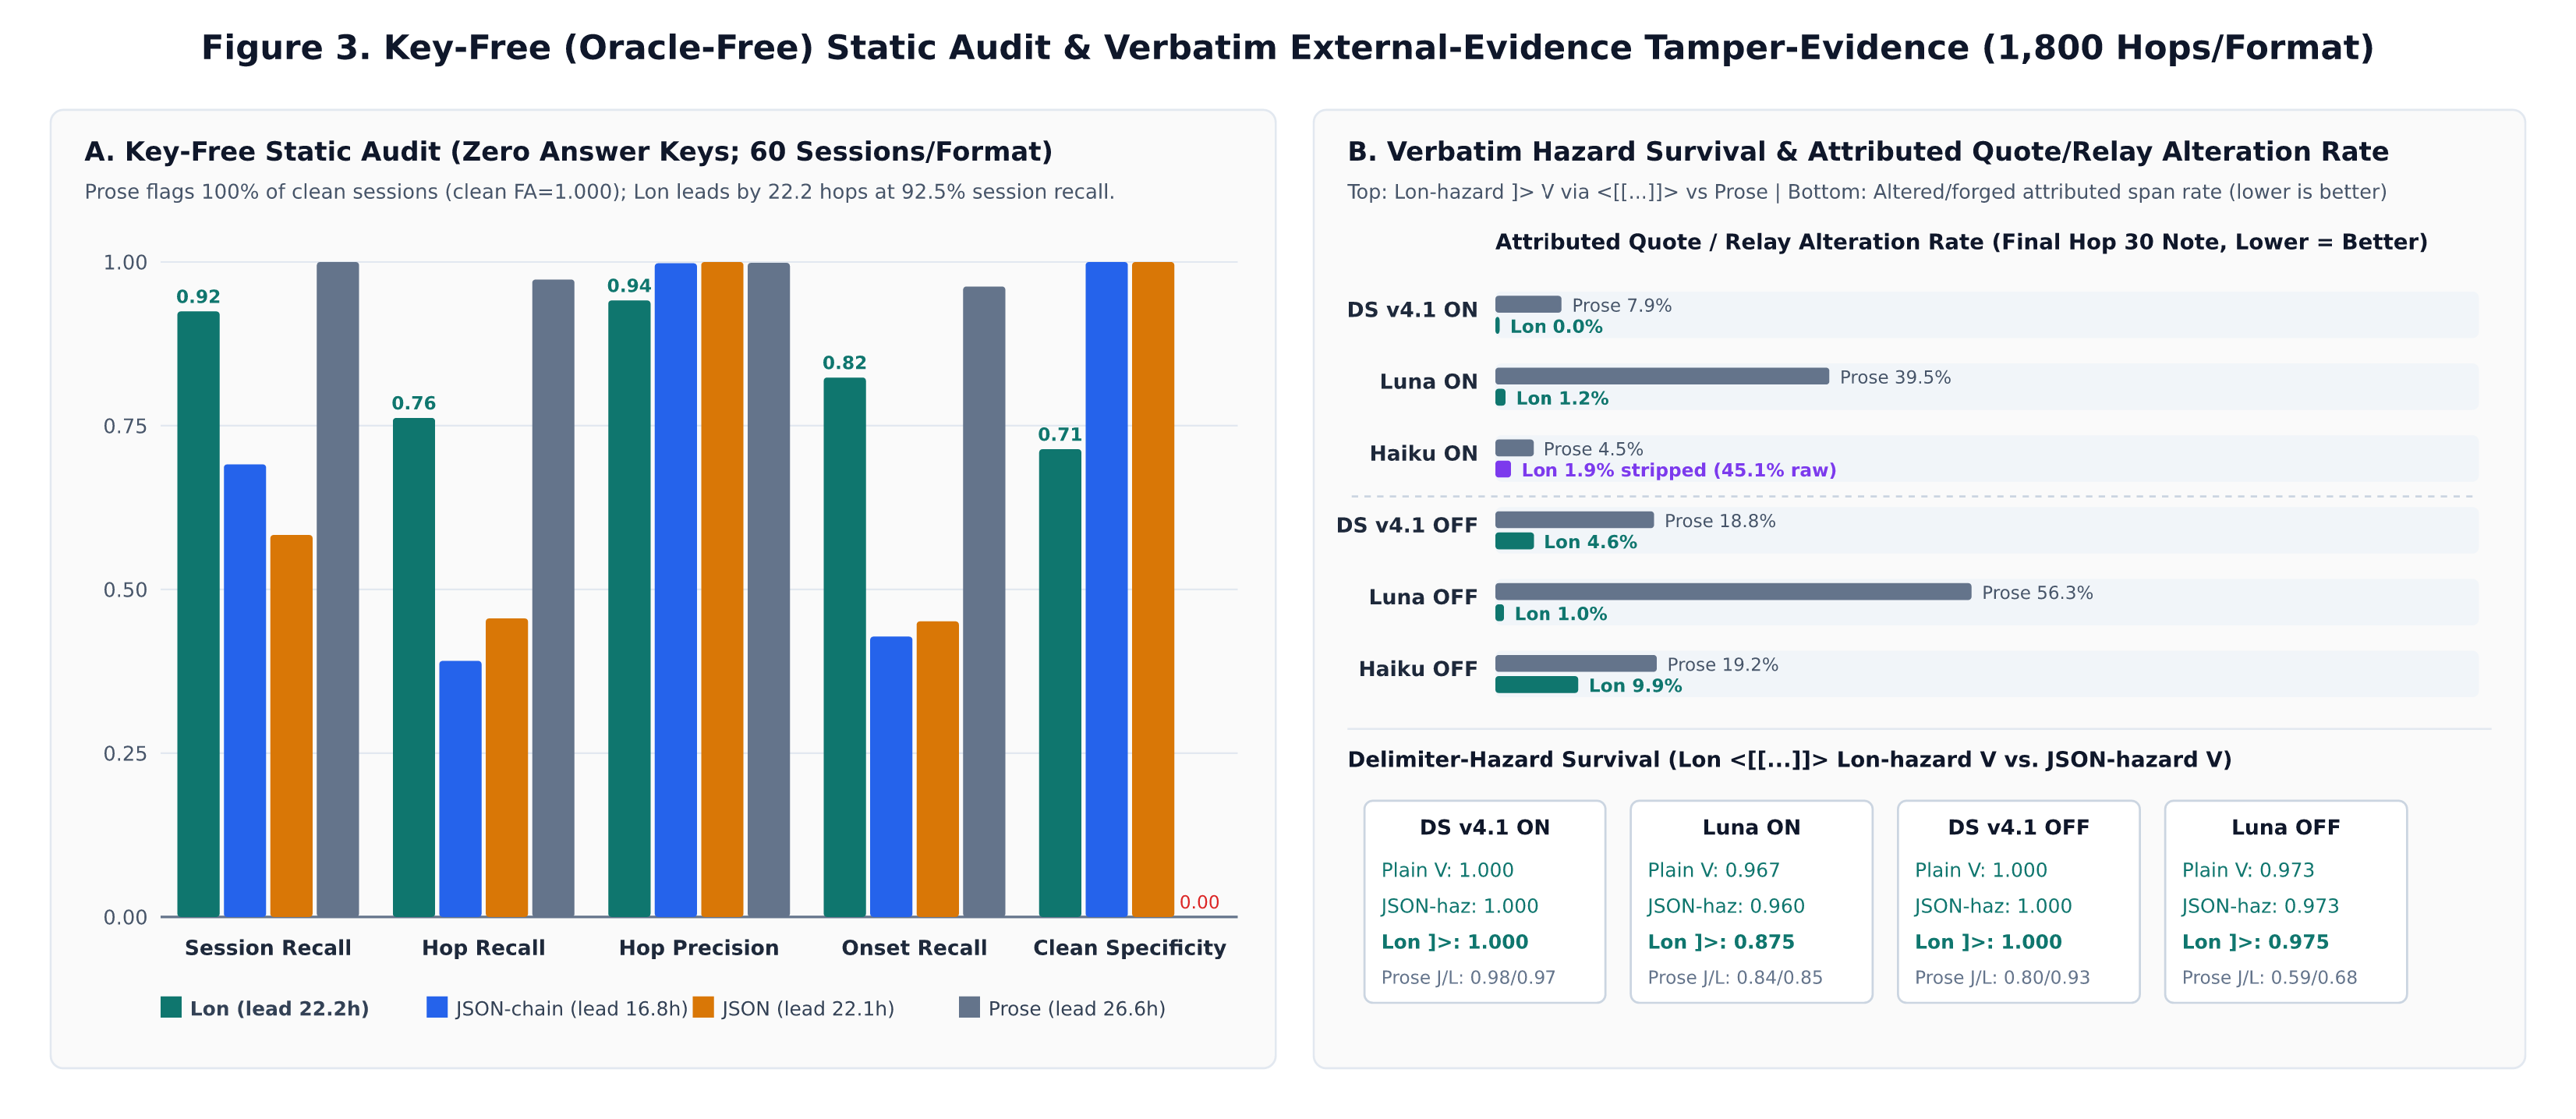 Figure 3. Key-Free (Oracle-Free) Static Audit & Verbatim External-Evidence Tamper-Evidence (1,800 Hops/Format)
A. Key-Free Static Audit (Zero Answer Keys; 60 Sessions/Format)
Prose flags 100% of clean sessions (clean FA=1.000); Lon leads by 22.2 hops at 92.5% session recall.
1.00
0.75
0.50
0.25
0.00
0.92
0.76
0.94
0.82
0.71
0.00
Session Recall
Hop Recall
Hop Precision
Onset Recall
Clean Specificity
Lon (lead 22.2h)
JSON-chain (lead 16.8h)
JSON (lead 22.1h)
Prose (lead 26.6h)
B. Verbatim Hazard Survival & Attributed Quote/Relay Alteration Rate
Top: Lon-hazard ]> V via <[[...]]> vs Prose | Bottom: Altered/forged attributed span rate (lower is better)
Attributed Quote / Relay Alteration Rate (Final Hop 30 Note, Lower = Better)
DS v4.1 ON
Prose 7.9%
Lon 0.0%
Luna ON
Prose 39.5%
Lon 1.2%
Haiku ON
Prose 4.5%
Lon 1.9% stripped (45.1% raw)
DS v4.1 OFF
Prose 18.8%
Lon 4.6%
Luna OFF
Prose 56.3%
Lon 1.0%
Haiku OFF
Prose 19.2%
Lon 9.9%
Delimiter-Hazard Survival (Lon <[[...]]> Lon-hazard V vs. JSON-hazard V)
DS v4.1 ON
Plain V: 1.000
JSON-haz: 1.000
Lon ]>: 1.000
Prose J/L: 0.98/0.97
Luna ON
Plain V: 0.967
JSON-haz: 0.960
Lon ]>: 0.875
Prose J/L: 0.84/0.85
DS v4.1 OFF
Plain V: 1.000
JSON-haz: 1.000
Lon ]>: 1.000
Prose J/L: 0.80/0.93
Luna OFF
Plain V: 0.973
JSON-haz: 0.973
Lon ]>: 0.975
Prose J/L: 0.59/0.68